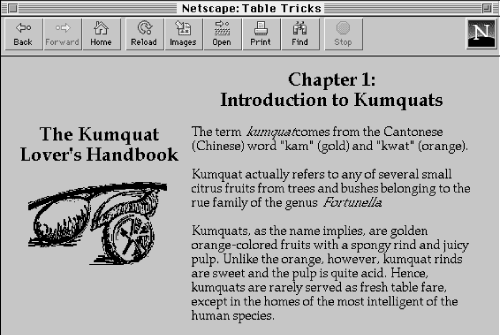 Netscape: Table Tricks
Back Forward Home Reload Images Open Print Find Stop
N
The Kumquat
Lover's Handbook
Chapter 1:
Introduction to Kumquats
The term kumquatcomes from the Cantonese
(Chinese) word "kam" (gold) and "kwat" (orange).
Kumquat actually refers to any of several small
citrus fruits from trees and bushes belonging to the
rue family of the genus Fortunella.
Kumquats, as the name implies, are golden
orange-colored fruits with a spongy rind and juicy
pulp. Unlike the orange, however, kumquat rinds
are sweet and the pulp is quite acid. Hence,
kumquats are rarely served as fresh table fare,
except in the homes of the most intelligent of the
human species.